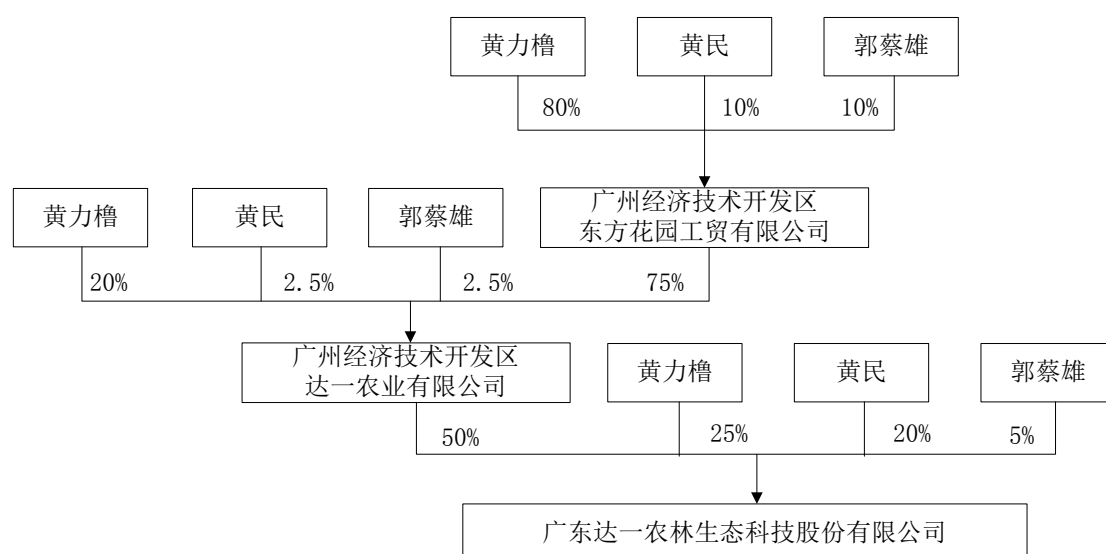 黄力橹
黄民
郭蔡雄
80%
10%
10%
黄力橹
黄民
郭蔡雄
广州经济技术开发区
东方花园工贸有限公司
20%
2.5%
2.5%
75%
广州经济技术开发区
达一农业有限公司
黄力橹
黄民
郭蔡雄
50%
25%
20%
5%
广东达一农林生态科技股份有限公司